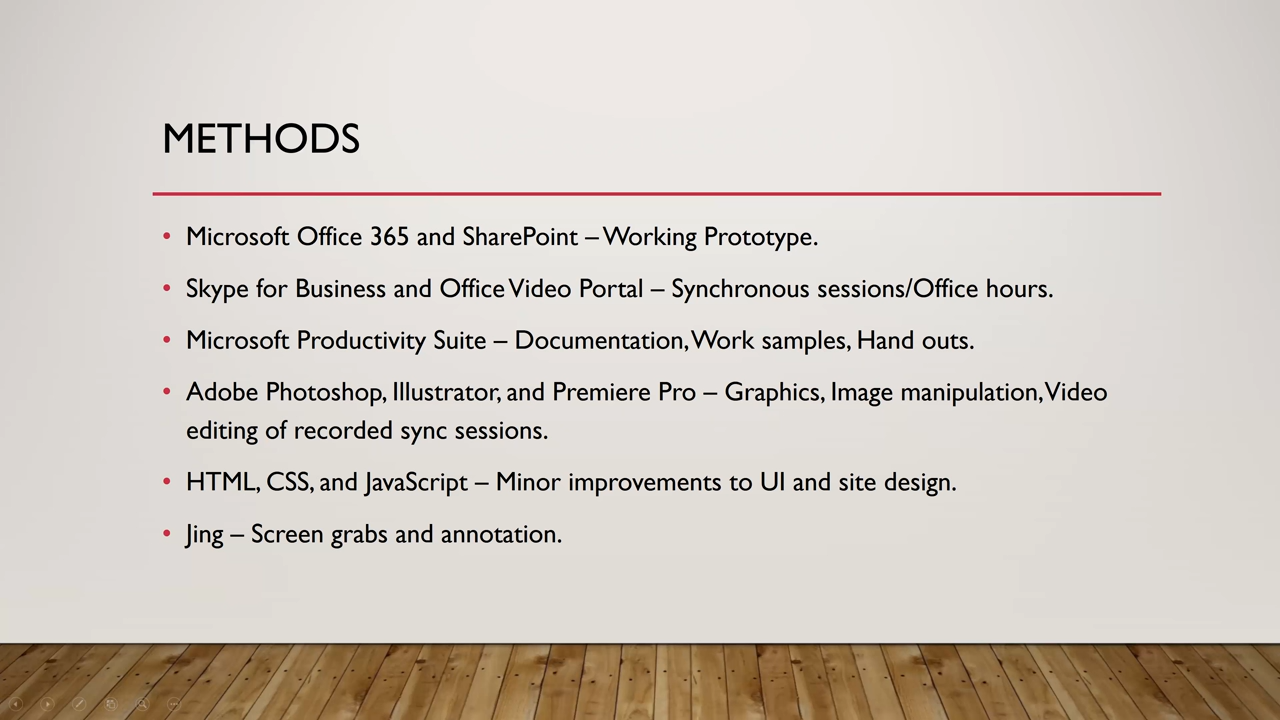 METHODS
• Microsoft Office 365 and SharePoint – Working Prototype.
• Skype for Business and Office Video Portal – Synchronous sessions/Office hours.
• Microsoft Productivity Suite – Documentation, Work samples, Hand outs.
• Adobe Photoshop, Illustrator, and Premiere Pro – Graphics, Image manipulation, Video
editing of recorded sync sessions.
• HTML, CSS, and JavaScript – Minor improvements to UI and site design.
• Jing – Screen grabs and annotation.